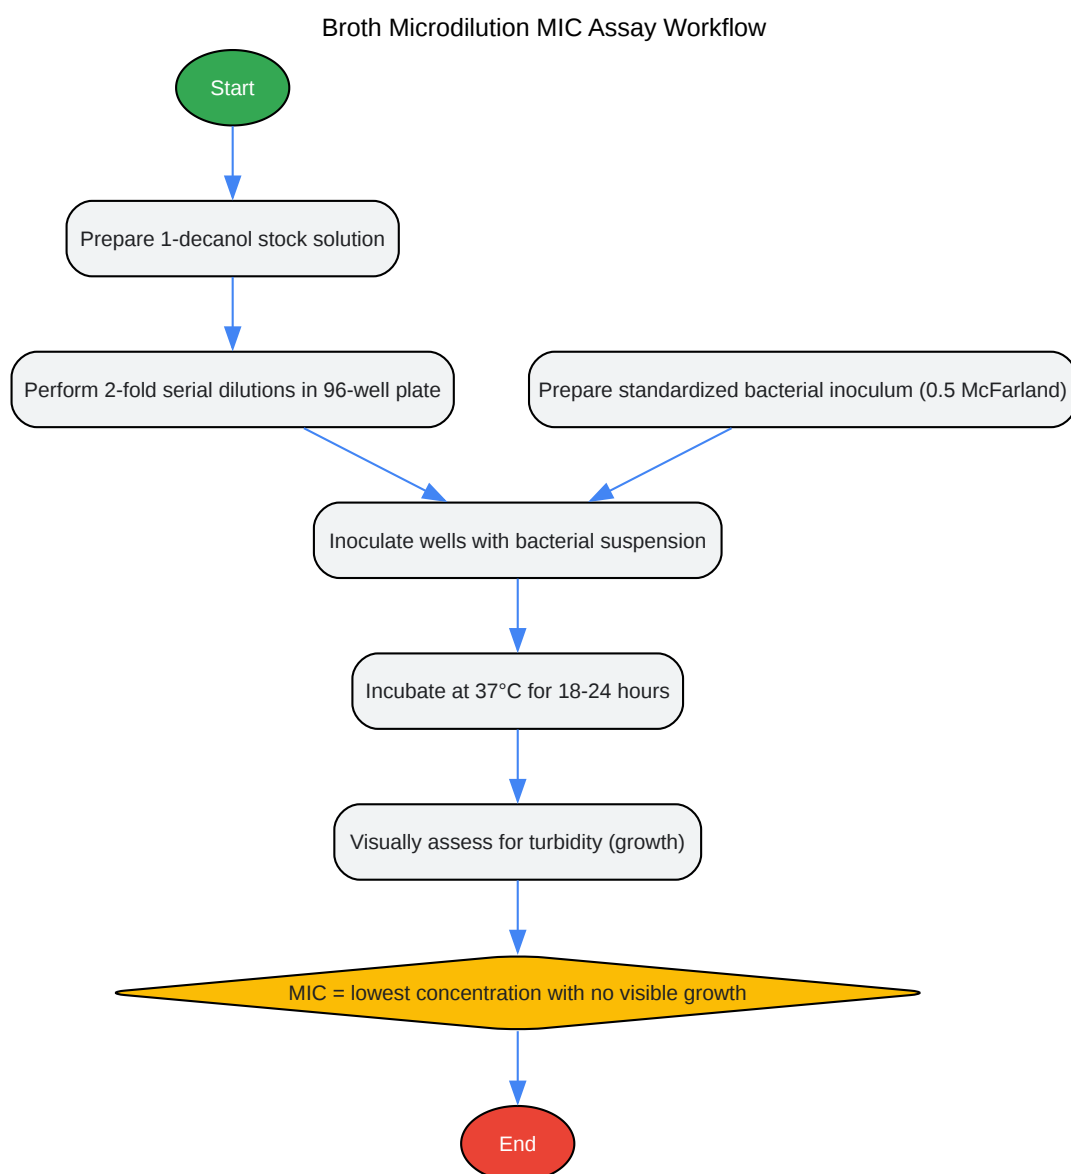 Broth Microdilution MIC Assay Workflow
Start
Prepare 1-decanol stock solution
Perform 2-fold serial dilutions in 96-well plate
Prepare standardized bacterial inoculum (0.5 McFarland)
Inoculate wells with bacterial suspension
Incubate at 37°C for 18-24 hours
Visually assess for turbidity (growth)
MIC = lowest concentration with no visible growth
End